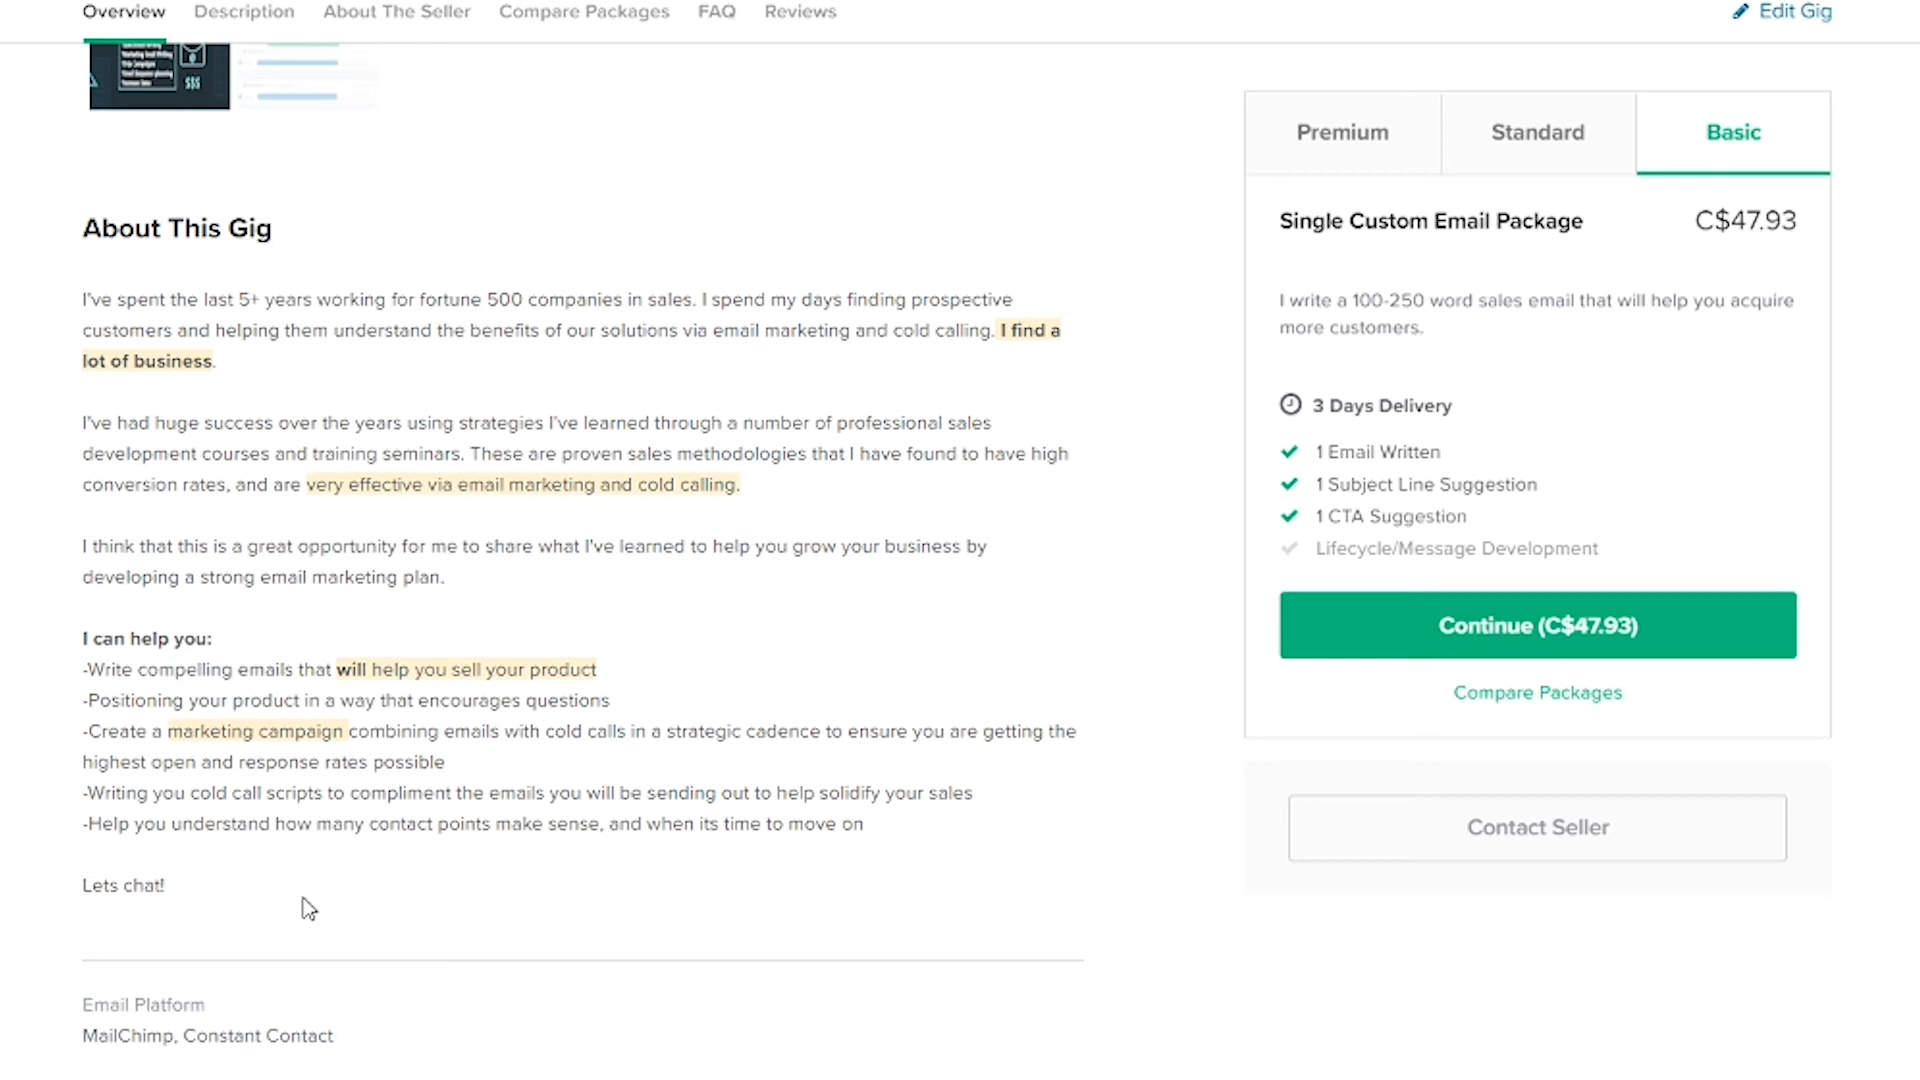 Overview Description About The Seller Compare Packages FAQ Reviews Edit Gig
$$$
About This Gig
I've spent the last 5+ years working for fortune 500 companies in sales. I spend my days finding prospective
customers and helping them understand the benefits of our solutions via email marketing and cold calling. I find a
lot of business.
I've had huge success over the years using strategies I've learned through a number of professional sales
development courses and training seminars. These are proven sales methodologies that I have found to have high
conversion rates, and are very effective via email marketing and cold calling.
I think that this is a great opportunity for me to share what I've learned to help you grow your business by
developing a strong email marketing plan.
I can help you:
-Write compelling emails that will help you sell your product
-Positioning your product in a way that encourages questions
-Create a marketing campaign combining emails with cold calls in a strategic cadence to ensure you are getting the
highest open and response rates possible
-Writing you cold call scripts to compliment the emails you will be sending out to help solidify your sales
-Help you understand how many contact points make sense, and when its time to move on
Lets chat!
Email Platform
MailChimp, Constant Contact
Premium Standard Basic
Single Custom Email Package C$47.93
I write a 100-250 word sales email that will help you acquire
more customers.
3 Days Delivery
1 Email Written
1 Subject Line Suggestion
1 CTA Suggestion
Lifecycle/Message Development
Continue (C$47.93)
Compare Packages
Contact Seller